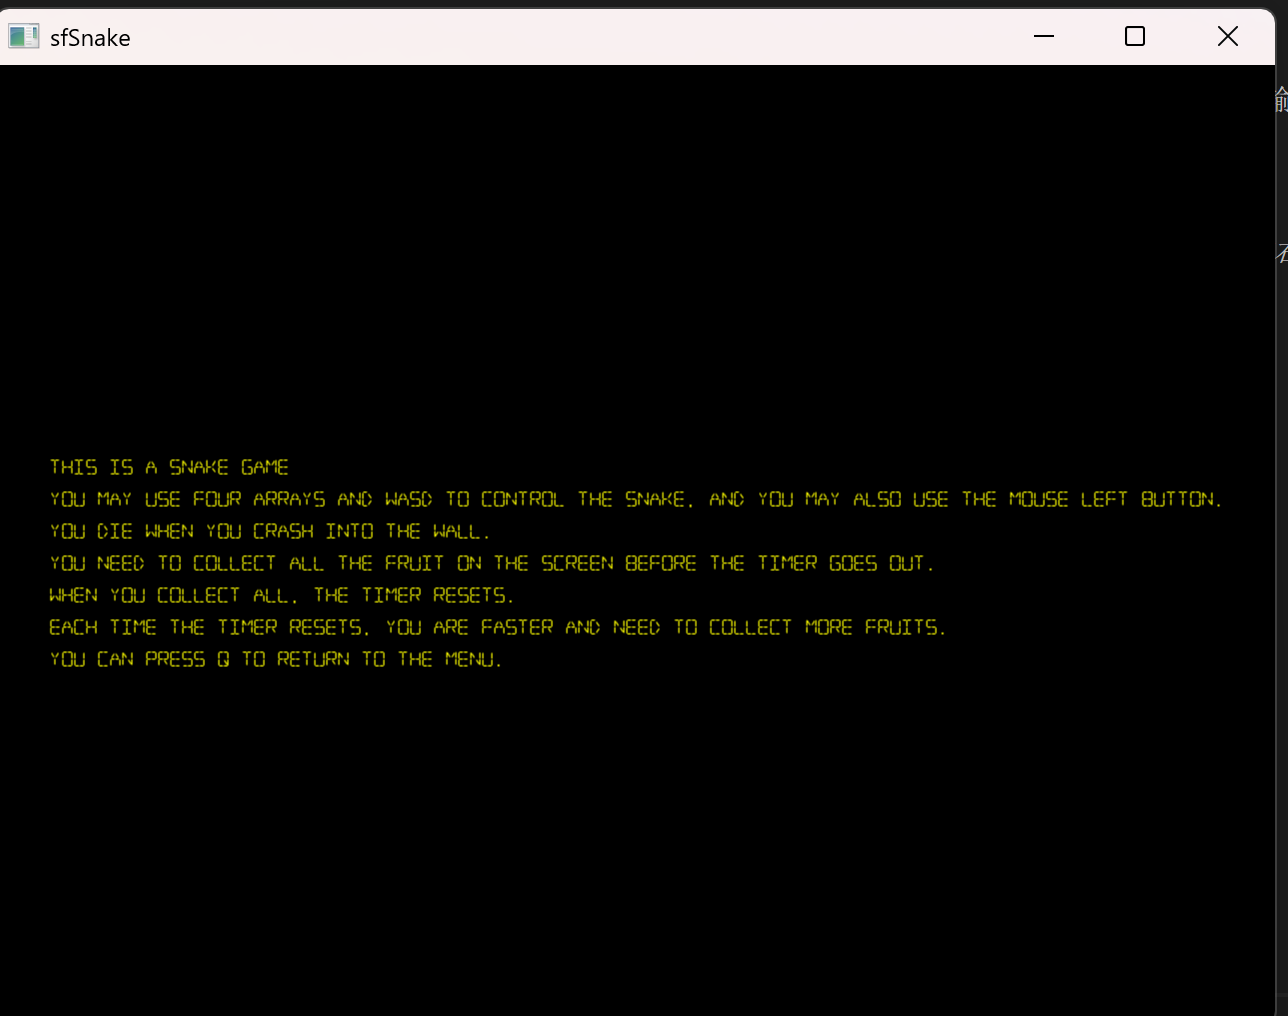 sfSnake
THIS IS A SNAKE GAME
YOU MAY USE FOUR ARRAYS AND WASD TO CONTROL THE SNAKE, AND YOU MAY ALSO USE THE MOUSE LEFT BUTTON.
YOU DIE WHEN YOU CRASH INTO THE WALL.
YOU NEED TO COLLECT ALL THE FRUIT ON THE SCREEN BEFORE THE TIMER GOES OUT.
WHEN YOU COLLECT ALL, THE TIMER RESETS.
EACH TIME THE TIMER RESETS, YOU ARE FASTER AND NEED TO COLLECT MORE FRUITS.
YOU CAN PRESS Q TO RETURN TO THE MENU.